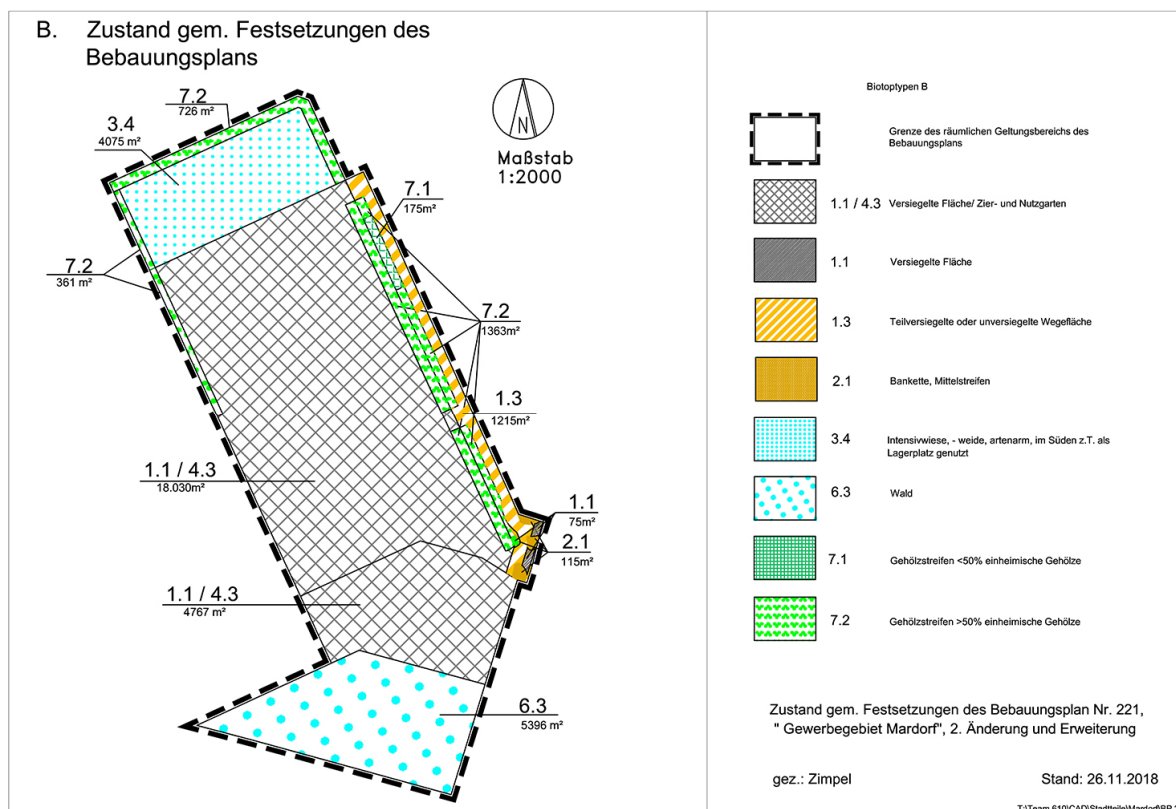 B. Zustand gem. Festsetzungen des
Bebauungsplans
7.2
726 m²
3.4
4075 m²
N
Maßstab
1:2000
7.1
175m²
7.2
361 m²
7.2
1363m²
1.3
1215m²
1.1 / 4.3
18.030m²
1.1
75m²
2.1
115m²
1.1 / 4.3
4767 m²
6.3
5396 m²
Biotoptypen B
Grenze des räumlichen Geltungsbereichs des
Bebauungsplans
1.1 / 4.3 Versiegelte Fläche/ Zier- und Nutzgarten
1.1 Versiegelte Fläche
1.3 Teilversiegelte oder unversiegelte Wegefläche
2.1 Bankette, Mittelstreifen
3.4 Intensivwiese, - weide, artenarm, im Süden z.T. als
Lagerplatz genutzt
6.3 Wald
7.1 Gehölzstreifen <50% einheimische Gehölze
7.2 Gehölzstreifen >50% einheimische Gehölze
Zustand gem. Festsetzungen des Bebauungsplan Nr. 221,
" Gewerbegebiet Mardorf", 2. Änderung und Erweiterung
gez.: Zimpel Stand: 26.11.2018